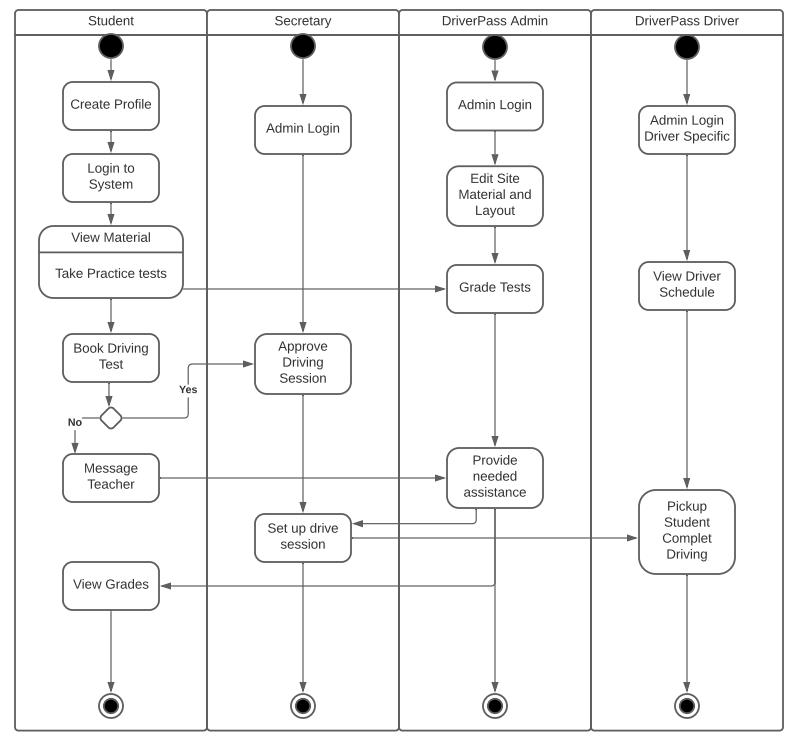 Student
Secretary
DriverPass Admin
DriverPass Driver
Create Profile
Login to
System
View Material
Take Practice tests
Book Driving
Test
Yes
No
Message
Teacher
View Grades
Admin Login
Approve
Driving
Session
Set up drive
session
Admin Login
Edit Site
Material and
Layout
Grade Tests
Provide
needed
assistance
Admin Login
Driver Specific
View Driver
Schedule
Pickup
Student
Complet
Driving